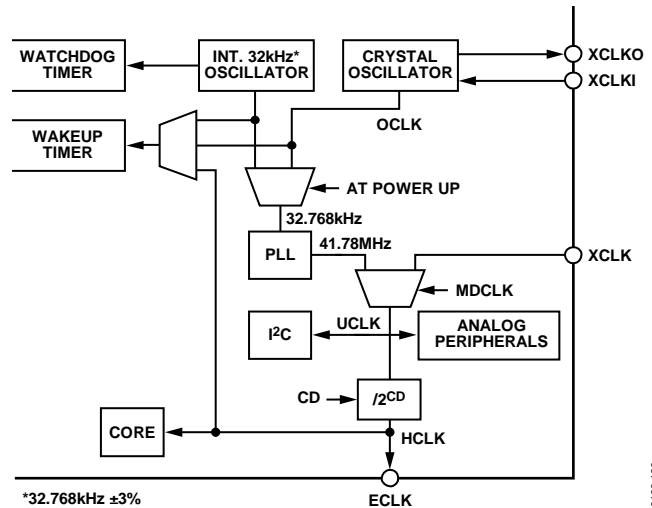 WATCHDOG
TIMER
INT. 32kHz*
OSCILLATOR
CRYSTAL
OSCILLATOR
XCLKO
XCLKI
OCLK
WAKEUP
TIMER
AT POWER UP
32.768kHz
PLL
41.78MHz
XCLK
MDCLK
I²C
UCLK
ANALOG
PERIPHERALS
CD
/2ᶜᴰ
CORE
HCLK
*32.768kHz ±3%
ECLK